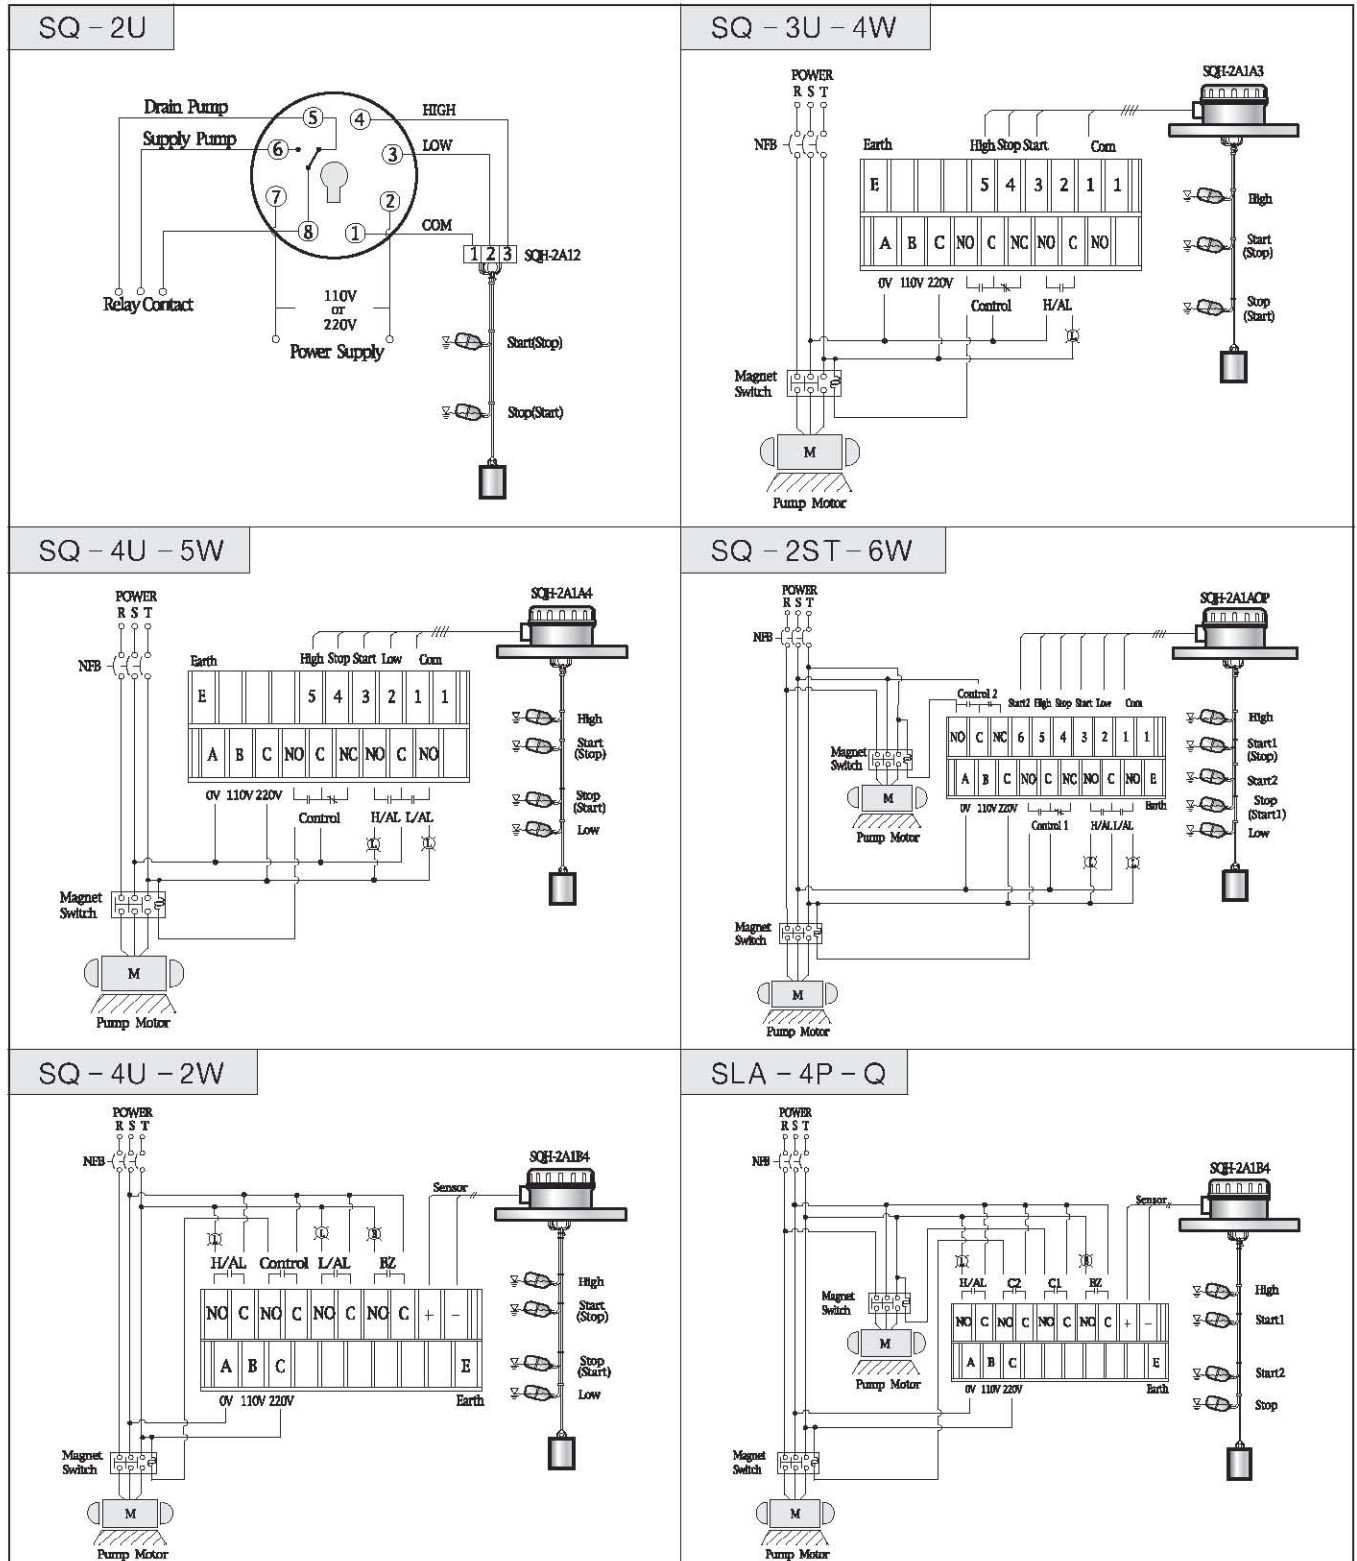 SQ - 2U
Drain Pump
Supply Pump
5
4
HIGH
6
3
LOW
7
2
8
1
COM
1 2 3
SQH-2A12
Relay Contact
110V
or
220V
Power Supply
Start(Stop)
Stop(Start)
SQ - 3U - 4W
POWER
R S T
SQH-2A1A3
NFB
Earth
High Stop Start
Com
E 5 4 3 2 1 1
A B C NO C NC NO C NO
0V 110V 220V
Control
H/AL
L
High
Start
(Stop)
Stop
(Start)
Magnet
Switch
M
Pump Motor
SQ - 4U - 5W
POWER
R S T
SQH-2A1A4
NFB
Earth
High Stop Start Low
Com
E 5 4 3 2 1 1
A B C NO C NC NO C NO
0V 110V 220V
Control
H/AL L/AL
L L
High
Start
(Stop)
Stop
(Start)
Low
Magnet
Switch
M
Pump Motor
SQ - 2ST - 6W
POWER
R S T
SQH-2A1AOP
NFB
Control 2
Start2 High Stop Start Low Com
NO C NC 6 5 4 3 2 1 1
A B C NO C NC NO C NO E
0V 110V 220V
Earth
Control 1
H/AL L/AL
L L
Magnet
Switch
M
Pump Motor
High
Start1
(Stop)
Start2
Stop
(Start1)
Low
Magnet
Switch
M
Pump Motor
SQ - 4U - 2W
POWER
R S T
SQH-2A1B4
NFB
Sensor
L L B
H/AL Control L/AL BZ
NO C NO C NO C NO C + -
A B C E
0V 110V 220V
Earth
High
Start
(Stop)
Stop
(Start)
Low
Magnet
Switch
M
Pump Motor
SLA - 4P - Q
POWER
R S T
SQH-2A1B4
NFB
Sensor
L B
H/AL C2 C1 BZ
NO C NO C NO C NO C + -
A B C E
0V 110V 220V
Earth
Magnet
Switch
M
Pump Motor
High
Start1
Start2
Stop
Magnet
Switch
M
Pump Motor